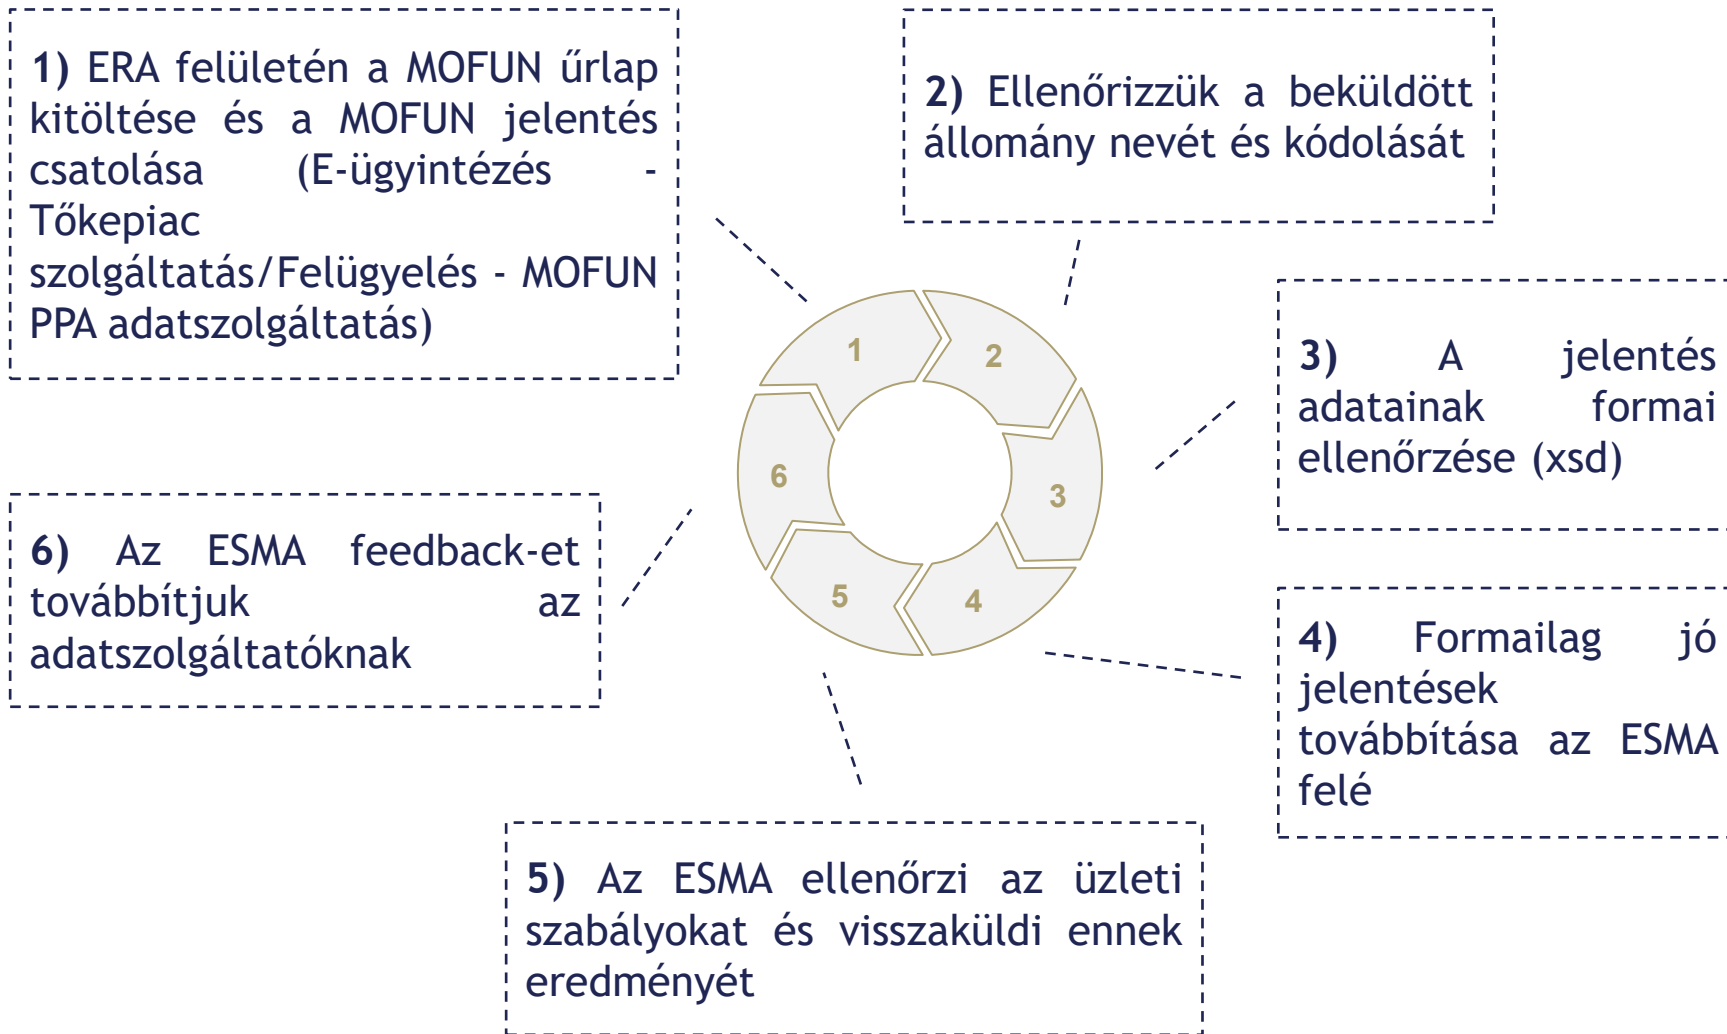 1) ERA felületén a MOFUN űrlap
kitöltése és a MOFUN jelentés
csatolása (E-ügyintézés -
Tőkepiac
szolgáltatás/Felügyelés - MOFUN
PPA adatszolgáltatás)
2) Ellenőrizzük a beküldött
állomány nevét és kódolását
3) A jelentés
adatainak formai
ellenőrzése (xsd)
4) Formailag jó
jelentések
továbbítása az ESMA
felé
5) Az ESMA ellenőrzi az üzleti
szabályokat és visszaküldi ennek
eredményét
6) Az ESMA feedback-et
továbbítjuk az
adatszolgáltatóknak
1
2
3
4
5
6